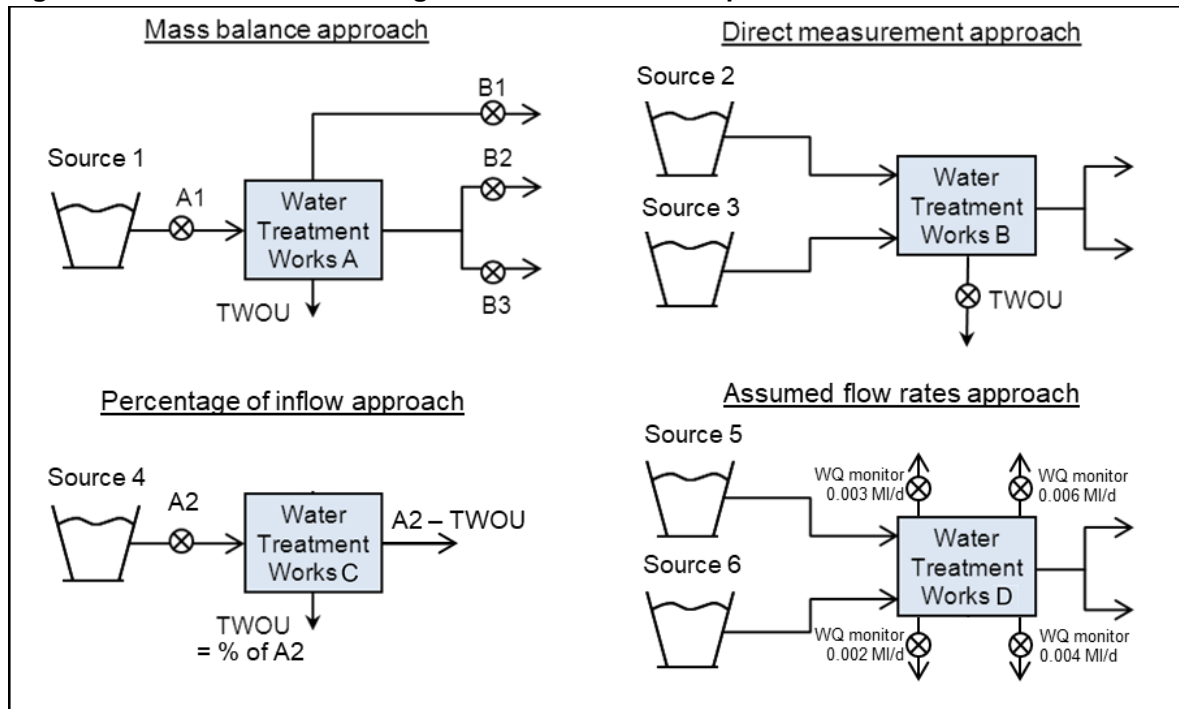 Mass balance approach
Source 1
A1
Water
Treatment
Works A
B1
B2
B3
TWOU
Direct measurement approach
Source 2
Source 3
Water
Treatment
Works B
TWOU
Percentage of inflow approach
Source 4
A2
Water
Treatment
Works C
A2 – TWOU
TWOU
= % of A2
Assumed flow rates approach
Source 5
Source 6
WQ monitor
0.003 Ml/d
WQ monitor
0.006 Ml/d
Water
Treatment
Works D
WQ monitor
0.002 Ml/d
WQ monitor
0.004 Ml/d